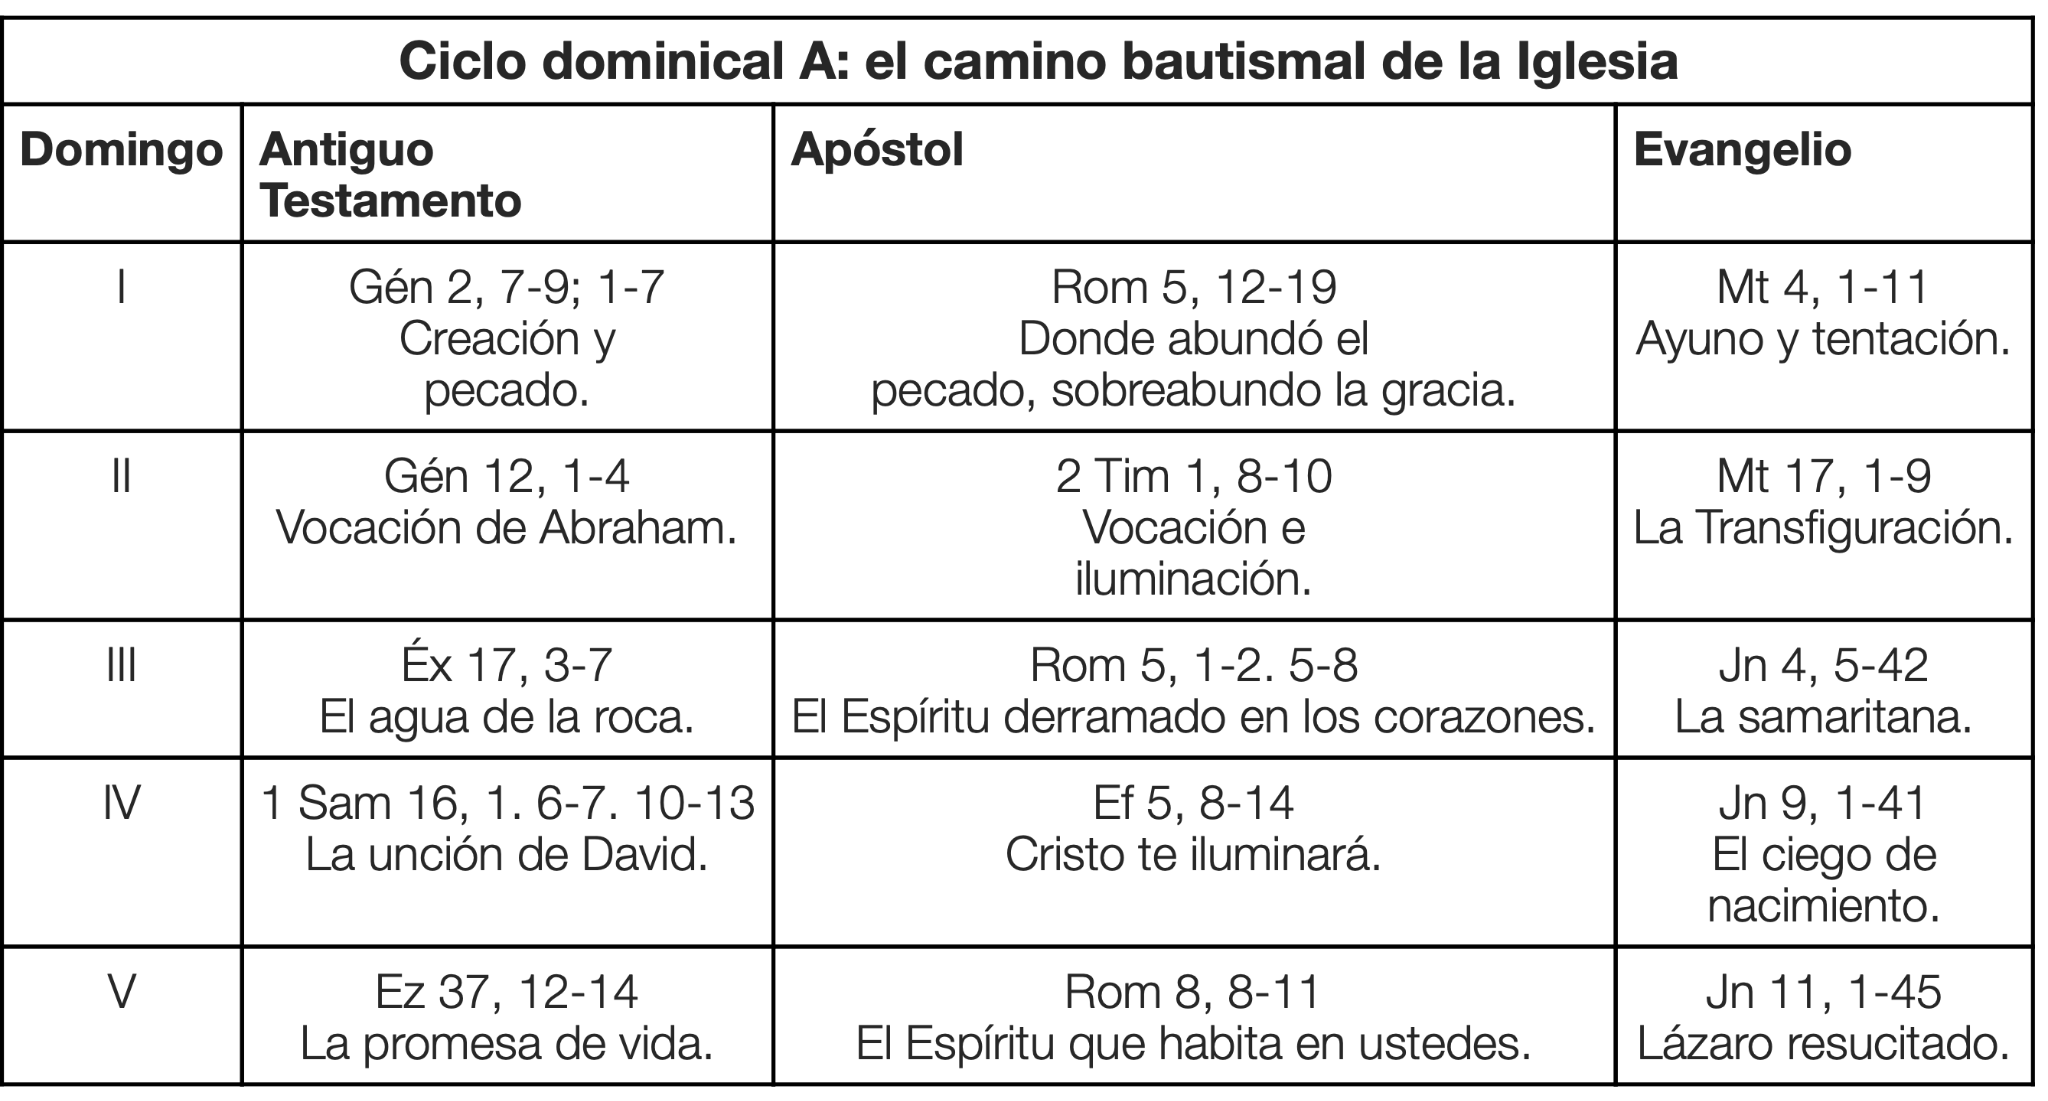 Ciclo dominical A: el camino bautismal de la Iglesia
Domingo
Antiguo
Testamento
Apóstol
Evangelio
I
Gén 2, 7-9; 1-7
Creación y
pecado.
Rom 5, 12-19
Donde abundó el
pecado, sobreabundo la gracia.
Mt 4, 1-11
Ayuno y tentación.
II
Gén 12, 1-4
Vocación de Abraham.
2 Tim 1, 8-10
Vocación e
iluminación.
Mt 17, 1-9
La Transfiguración.
III
Éx 17, 3-7
El agua de la roca.
Rom 5, 1-2. 5-8
El Espíritu derramado en los corazones.
Jn 4, 5-42
La samaritana.
IV
1 Sam 16, 1. 6-7. 10-13
La unción de David.
Ef 5, 8-14
Cristo te iluminará.
Jn 9, 1-41
El ciego de
nacimiento.
V
Ez 37, 12-14
La promesa de vida.
Rom 8, 8-11
El Espíritu que habita en ustedes.
Jn 11, 1-45
Lázaro resucitado.